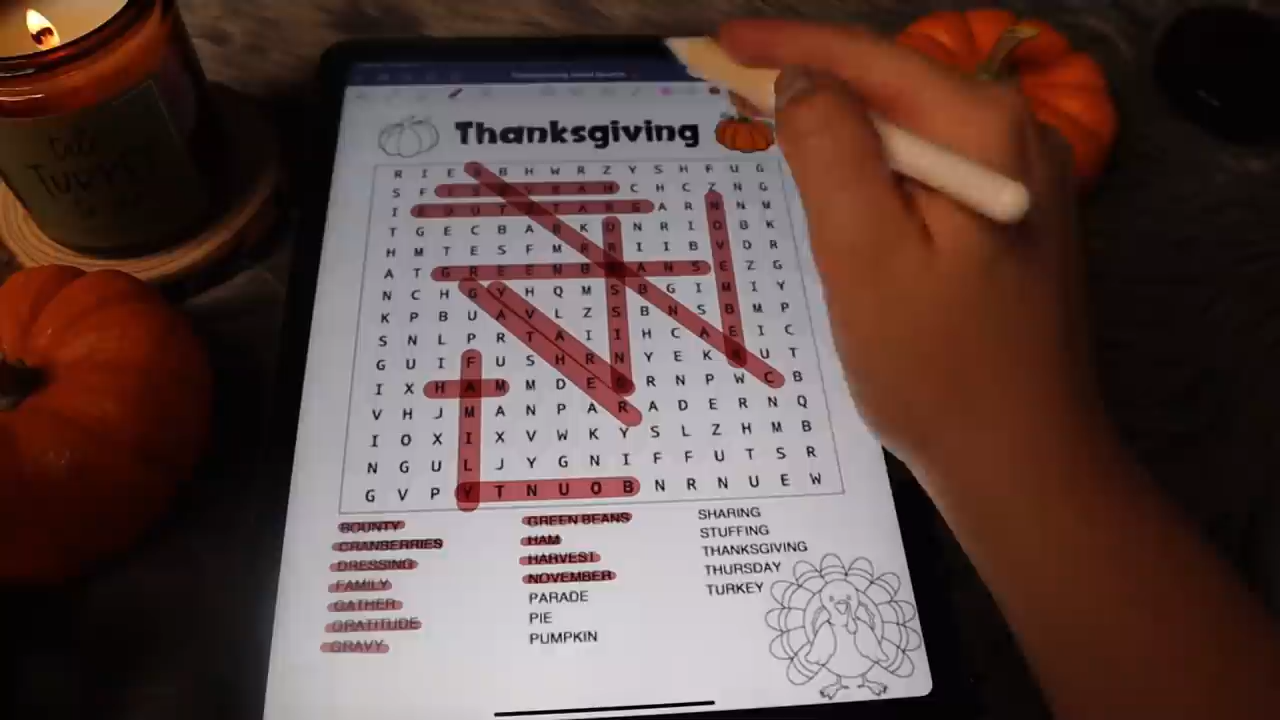 Thanksgiving
R I E S B H W R Z Y S H F U G
S F T S E V R A H C H C Z N G
I E D U T I T A R G A R N N M
T G E C B A R K D N R I O B K
H M T E S F M R R I I B V D R
A T G R E E N B E A N S E Z G
N C H G Y H Q M S B G I M I Y
K P B U A V L Z S B N S B M P
S N L P R T A I I H C A E I C
G U I F U S H R N Y E K R U T
I X H A M M D E G R N P W C B
V H J M A N P A R A D E R N Q
I O X I X V W K Y S L Z H M B
N G U L J Y G N I F F U T S R
G V P Y T N U O B N R N U E W
BOUNTY
CRANBERRIES
DRESSING
FAMILY
GATHER
GRATITUDE
GRAVY
GREEN BEANS
HAM
HARVEST
NOVEMBER
PARADE
PIE
PUMPKIN
SHARING
STUFFING
THANKSGIVING
THURSDAY
TURKEY